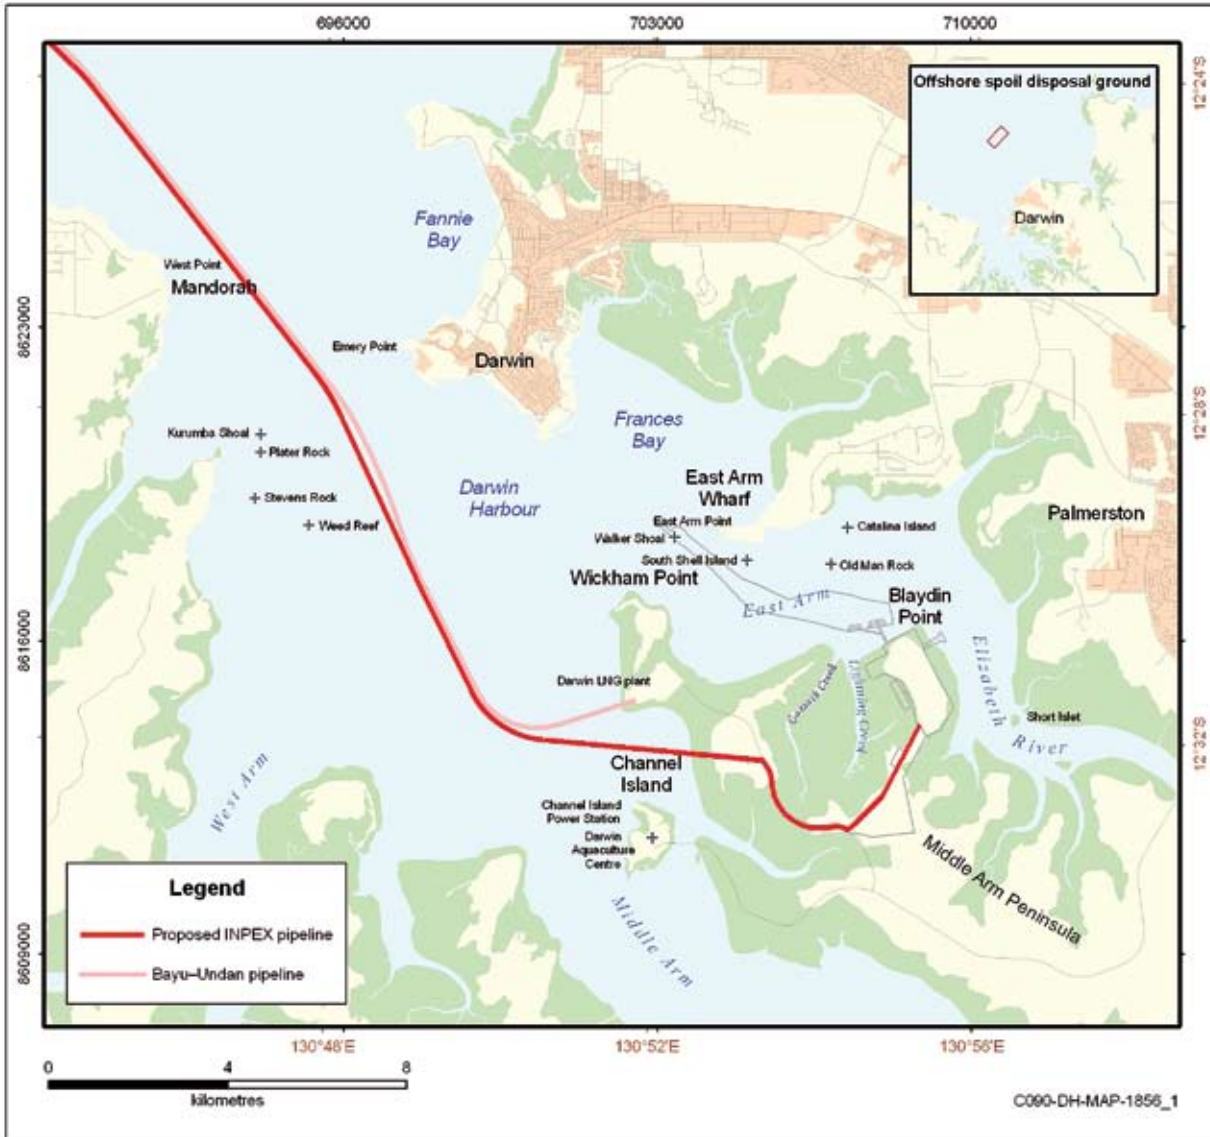 696000
703000
710000
12°24'S
Offshore spoil disposal ground
Darwin
Fannie
Bay
West Point
Mandorah
8623000
Emery Point
Darwin
12°28'S
Frances
Bay
Kurumba Shoal
Plater Rock
East Arm
Wharf
Darwin
Harbour
Stevens Rock
Weed Reef
East Arm Point
Catalina Island
Palmerston
Walker Shoal
South Shell Island
Old Man Rock
Wickham Point
East Arm
Blaydin
Point
8616000
Elizabeth
River
Darwin LNG plant
Lightning Creek
Short Islet
12°32'S
Channel
Island
West Arm
Channel Island
Power Station
Darwin
Aquaculture
Centre
Middle Arm Peninsula
Middle Arm
Legend
Proposed INPEX pipeline
Bayu–Undan pipeline
8609000
130°48'E
130°52'E
130°56'E
0 4 8
kilometres
C090-DH-MAP-1856_1